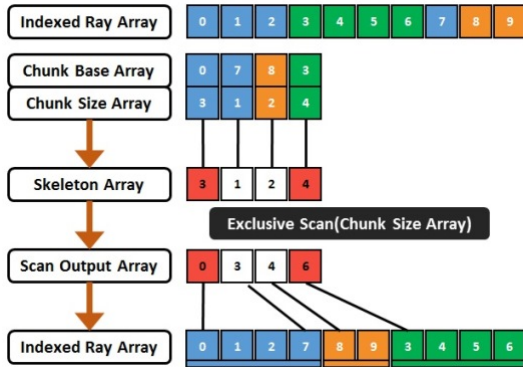 Indexed Ray Array 0 1 2 3 4 5 6 7 8 9
Chunk Base Array 0 7 8 3
Chunk Size Array 3 1 2 4
Skeleton Array 3 1 2 4
Exclusive Scan(Chunk Size Array)
Scan Output Array 0 3 4 6
Indexed Ray Array 0 1 2 7 8 9 3 4 5 6